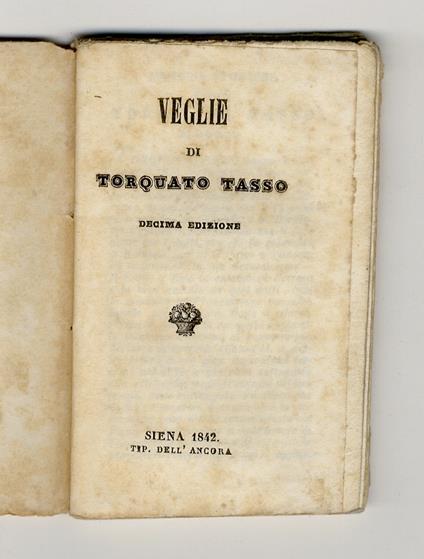 VEGLIE
DI
TORQUATO TASSO
DECIMA EDIZIONE
SIENA 1842.
TIP. DELL' ANCORA